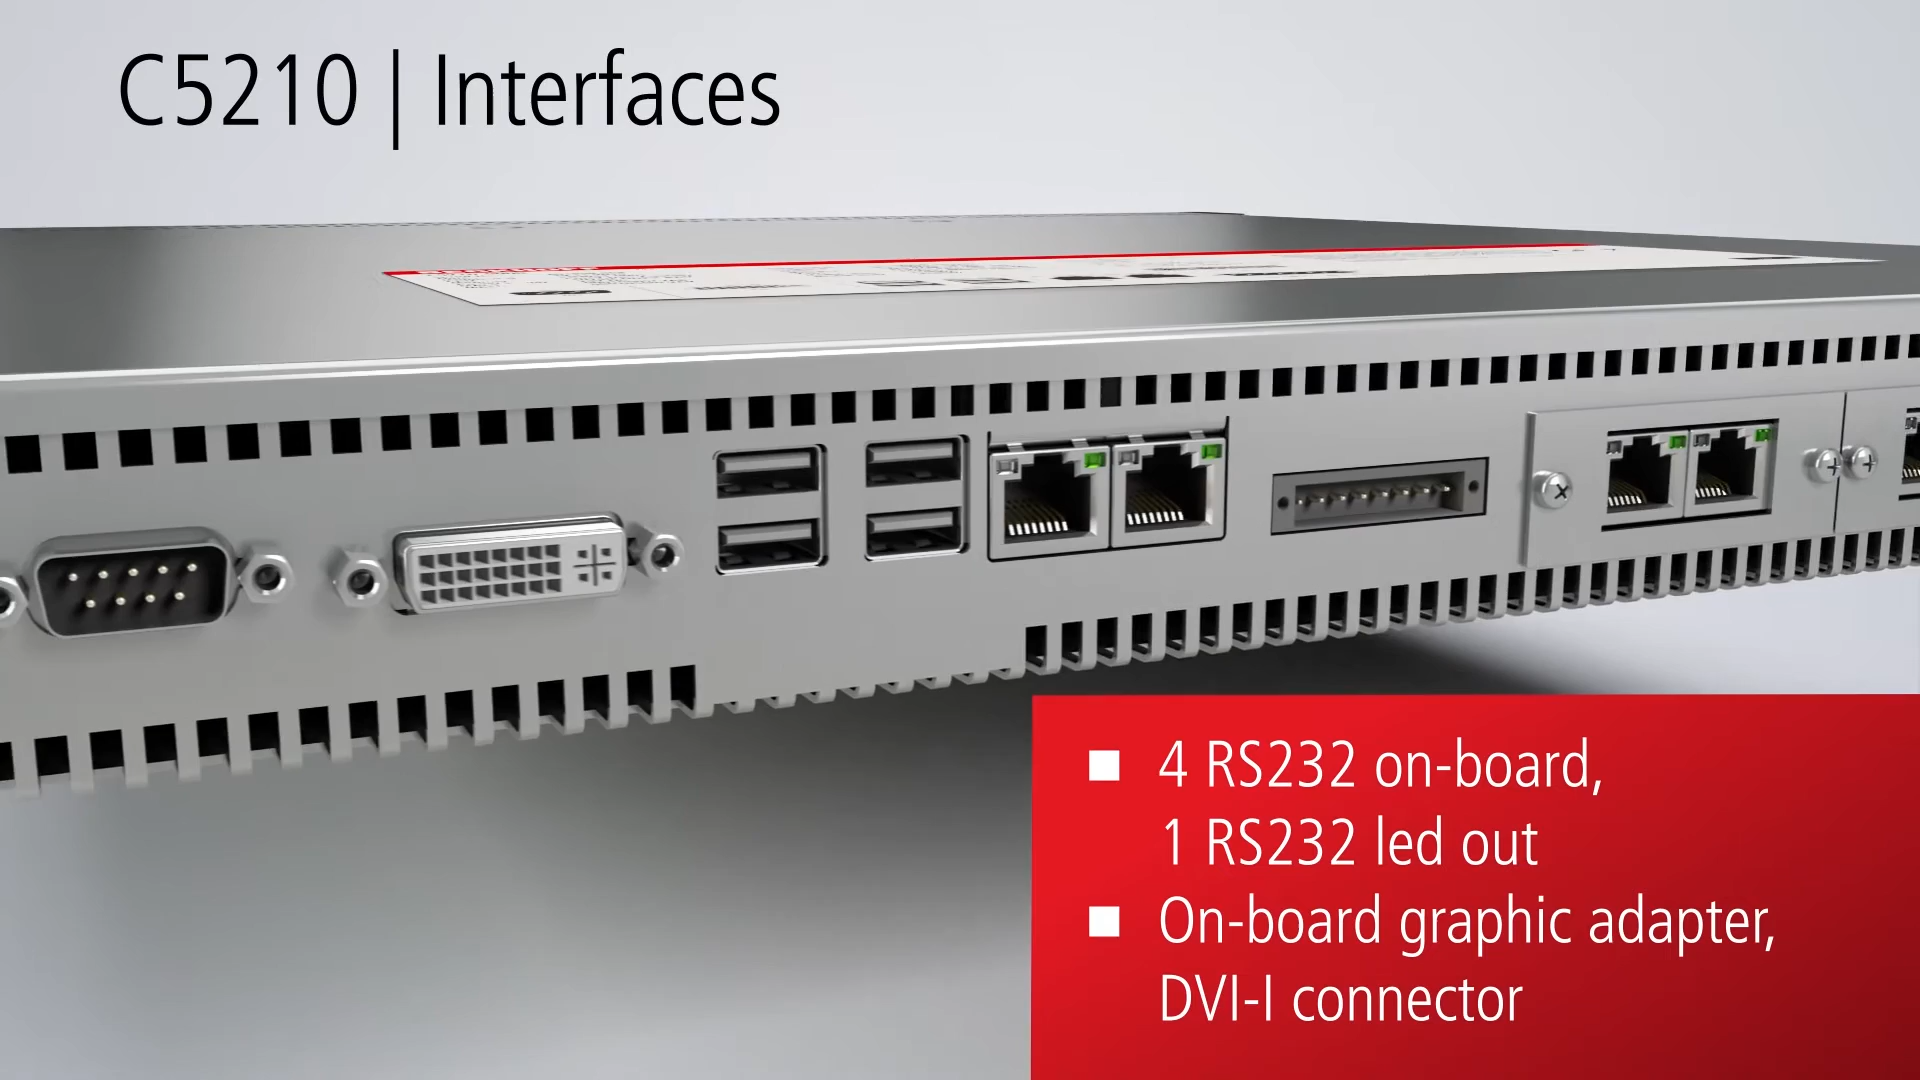 C5210 | Interfaces
4 RS232 on-board,
1 RS232 led out
On-board graphic adapter,
DVI-I connector